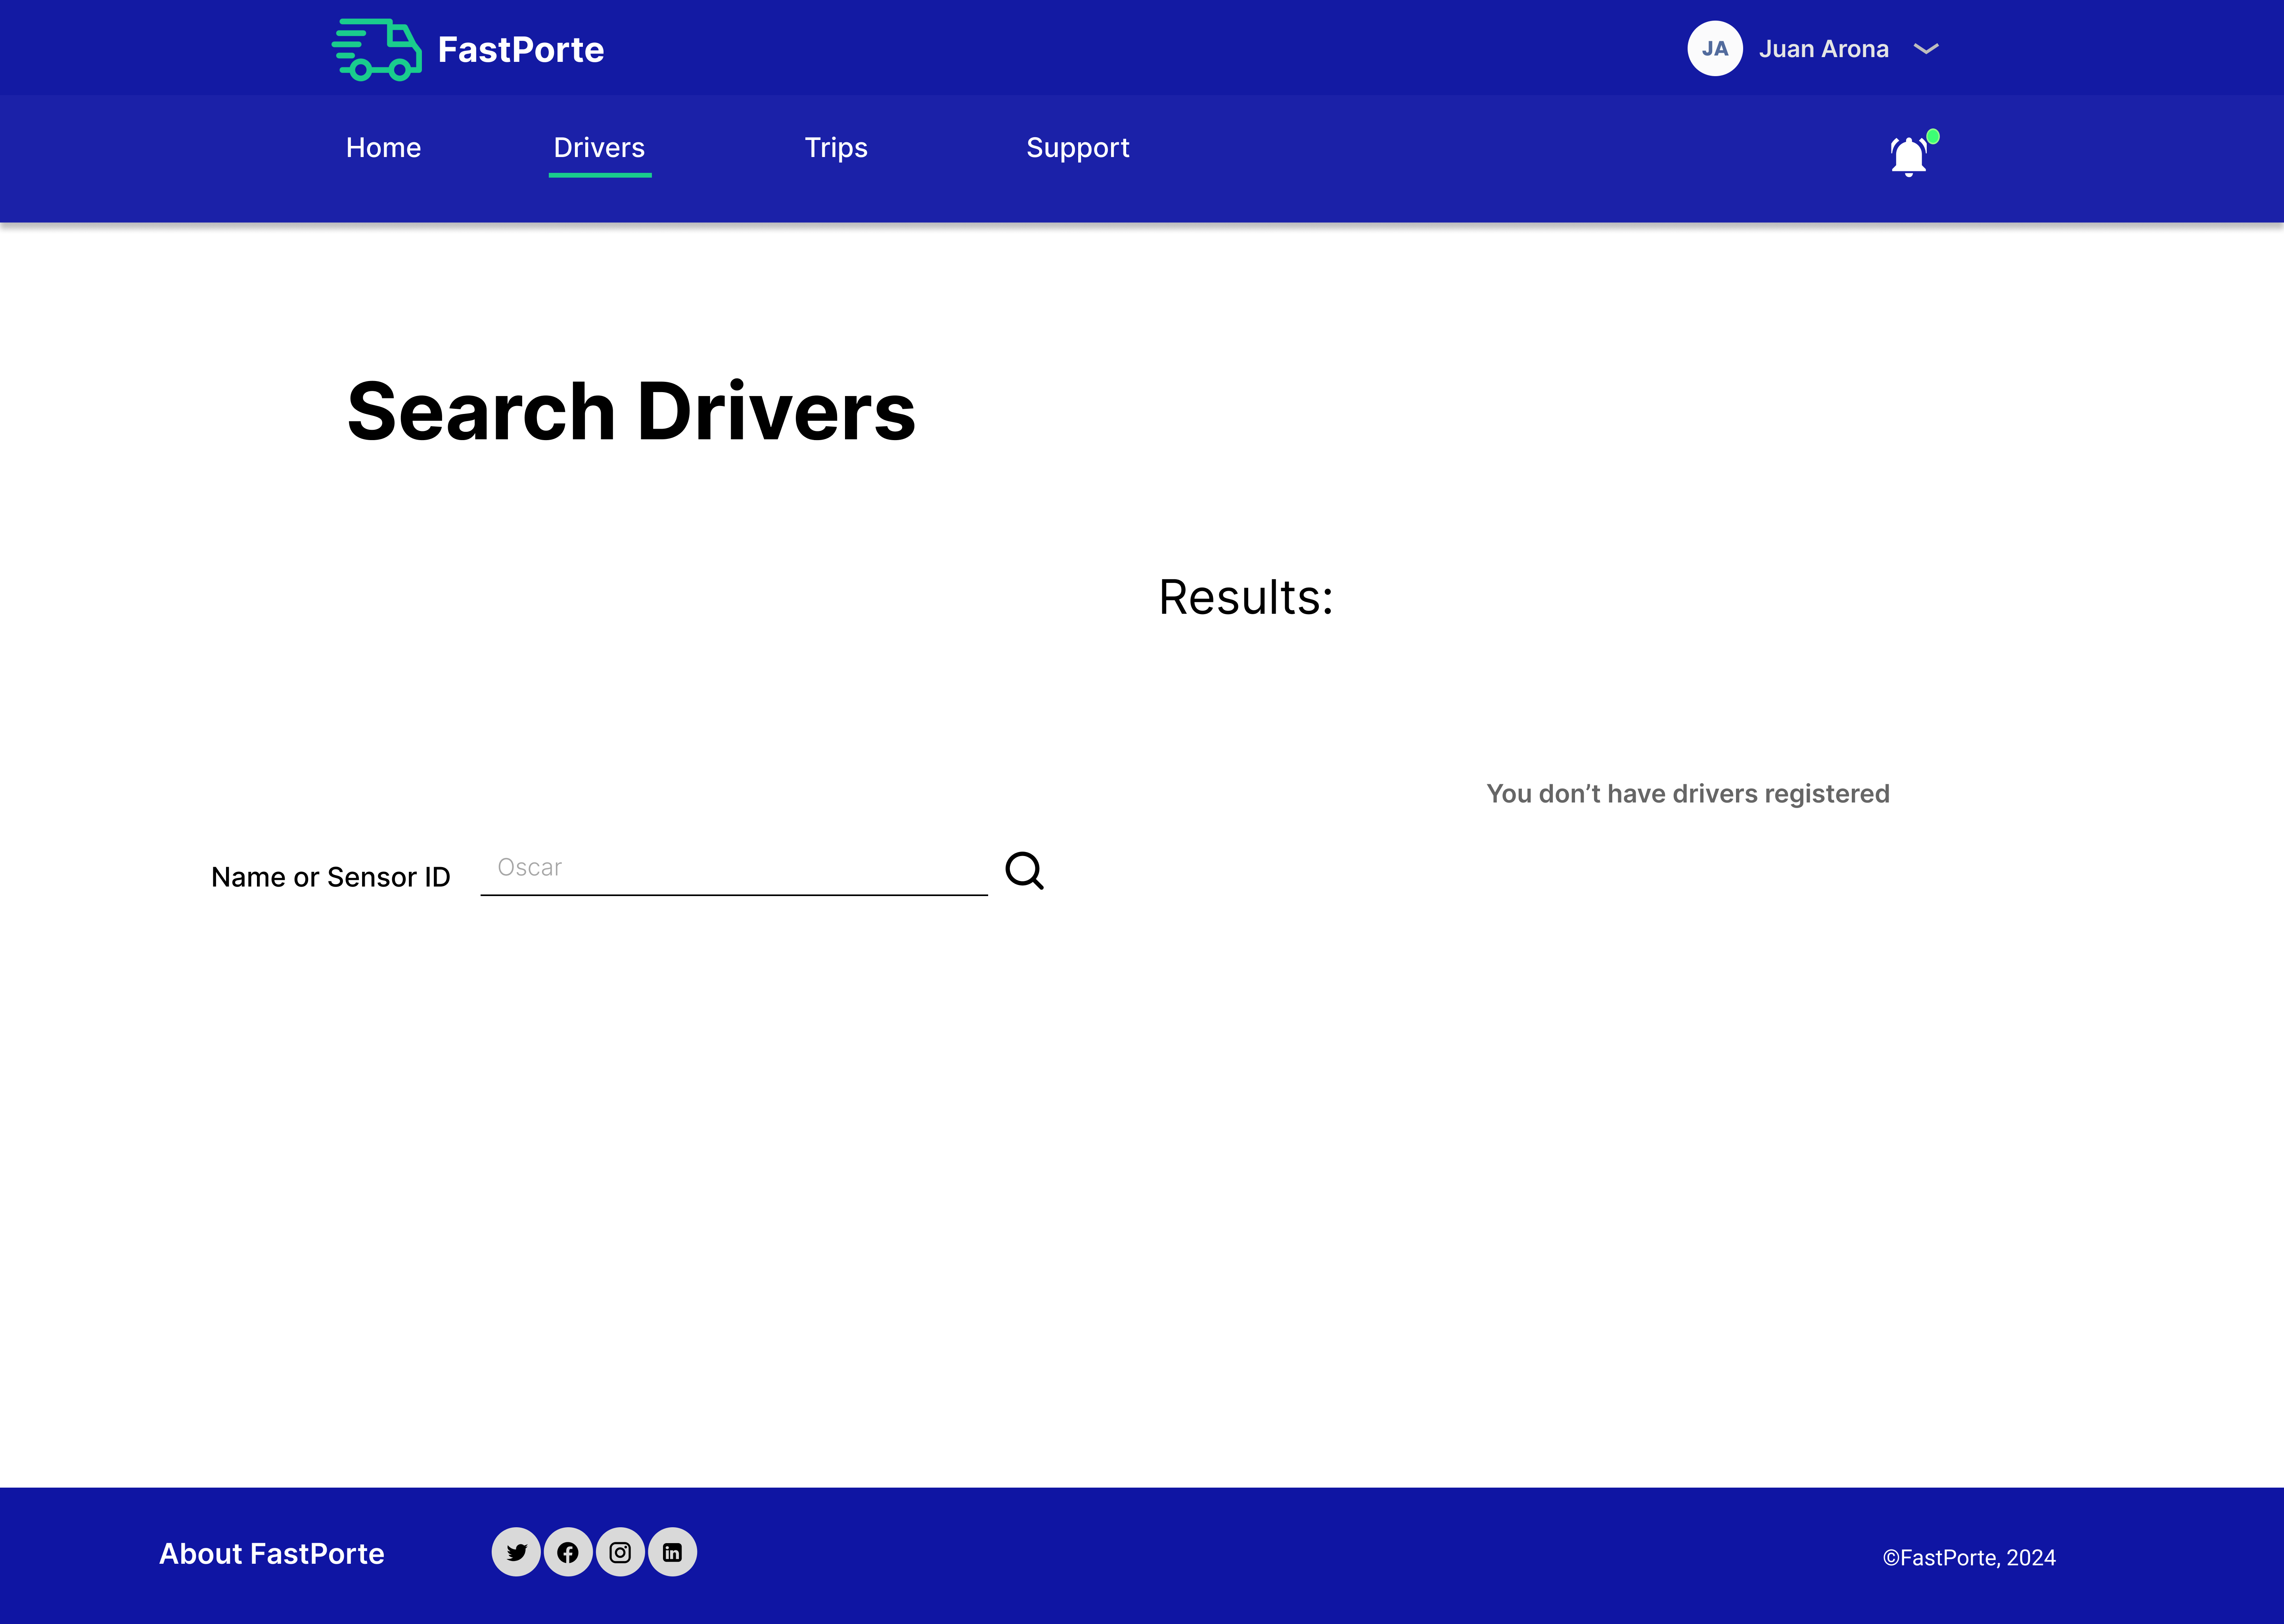 FastPorte
JA Juan Arona
Home Drivers Trips Support
Search Drivers
Results:
You don’t have drivers registered
Name or Sensor ID Oscar
About FastPorte
©FastPorte, 2024